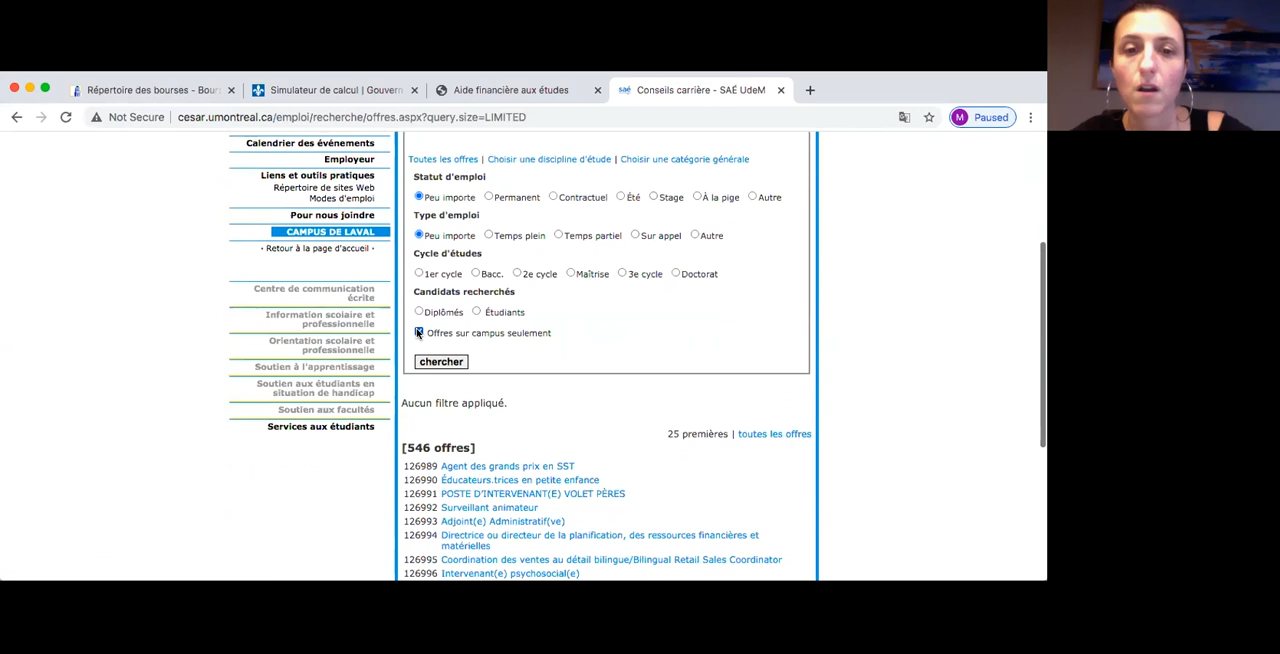 Répertoire des bourses - Bour
Simulateur de calcul | Gouvern
Aide financière aux études
Conseils carrière - SAÉ UdeM
Not Secure
cesar.umontreal.ca/emploi/recherche/offres.aspx?query.size=LIMITED
M Paused
Calendrier des événements
Employeur
Liens et outils pratiques
Répertoire de sites Web
Modes d'emploi
Pour nous joindre
CAMPUS DE LAVAL
· Retour à la page d'accueil ·
Centre de communication
écrite
Information scolaire et
professionnelle
Orientation scolaire et
professionnelle
Soutien à l'apprentissage
Soutien aux étudiants en
situation de handicap
Soutien aux facultés
Services aux étudiants
Toutes les offres | Choisir une discipline d'étude | Choisir une catégorie générale
Statut d'emploi
Peu importe Permanent Contractuel Été Stage À la pige Autre
Type d'emploi
Peu importe Temps plein Temps partiel Sur appel Autre
Cycle d'études
1er cycle Bacc. 2e cycle Maîtrise 3e cycle Doctorat
Candidats recherchés
Diplômés Étudiants
Offres sur campus seulement
chercher
Aucun filtre appliqué.
25 premières | toutes les offres
[546 offres]
126989 Agent des grands prix en SST
126990 Éducateurs.trices en petite enfance
126991 POSTE D'INTERVENANT(E) VOLET PÈRES
126992 Surveillant animateur
126993 Adjoint(e) Administratif(ve)
126994 Directrice ou directeur de la planification, des ressources financières et
matérielles
126995 Coordination des ventes au détail bilingue/Bilingual Retail Sales Coordinator
126996 Intervenant(e) psychosocial(e)